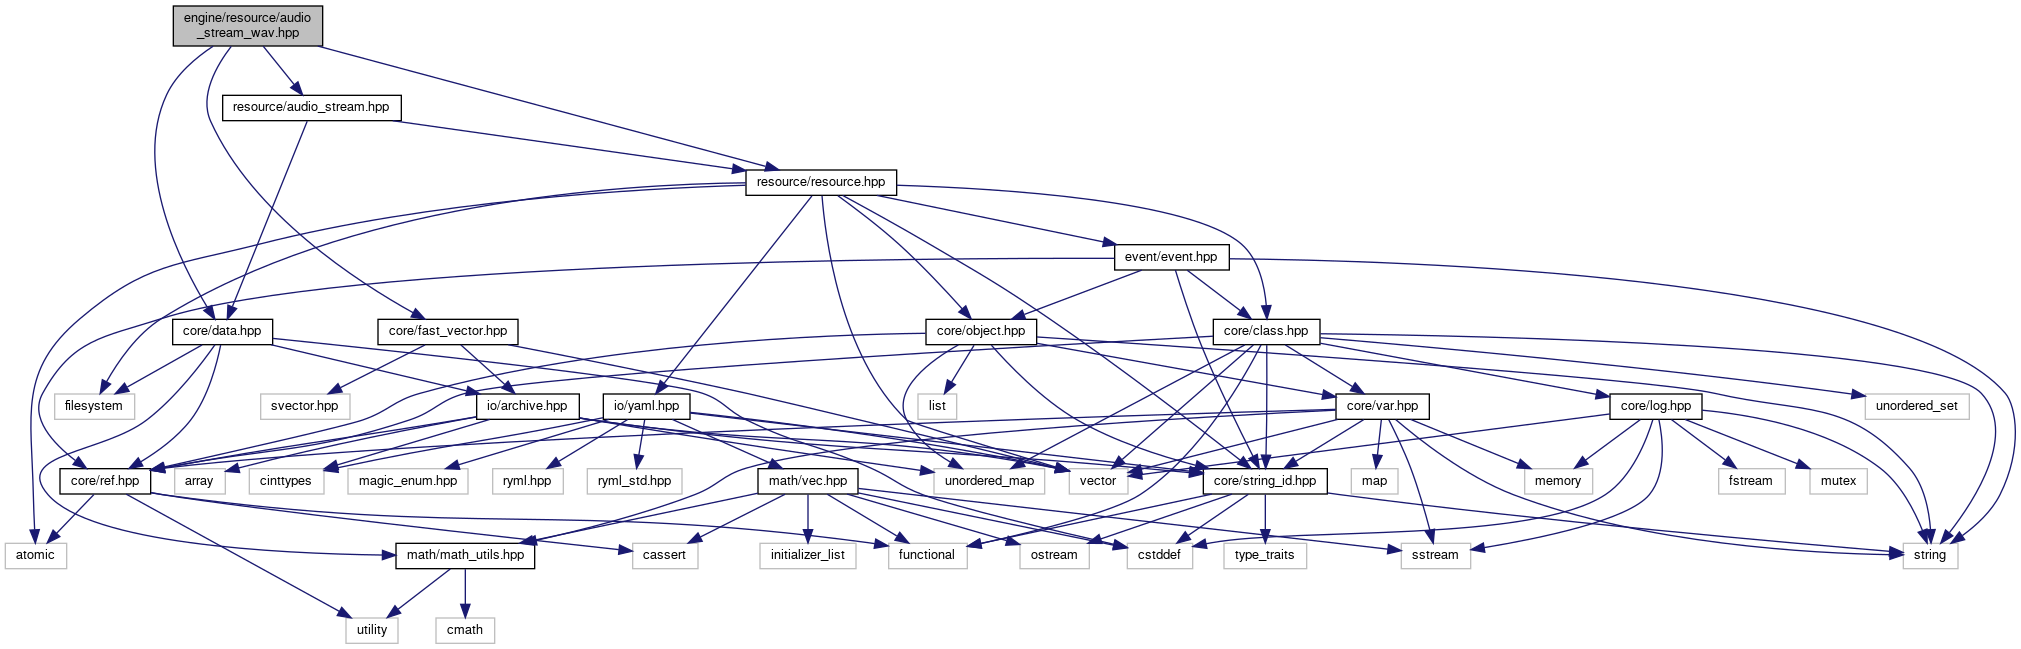 engine/resource/audio
_stream_wav.hpp
resource/audio_stream.hpp
resource/resource.hpp
event/event.hpp
core/data.hpp
core/fast_vector.hpp
core/object.hpp
core/class.hpp
filesystem
svector.hpp
io/archive.hpp
io/yaml.hpp
list
core/var.hpp
core/log.hpp
unordered_set
core/ref.hpp
array
cinttypes
magic_enum.hpp
ryml.hpp
ryml_std.hpp
math/vec.hpp
unordered_map
vector
core/string_id.hpp
map
memory
fstream
mutex
atomic
math/math_utils.hpp
cassert
initializer_list
functional
ostream
cstddef
type_traits
sstream
string
utility
cmath